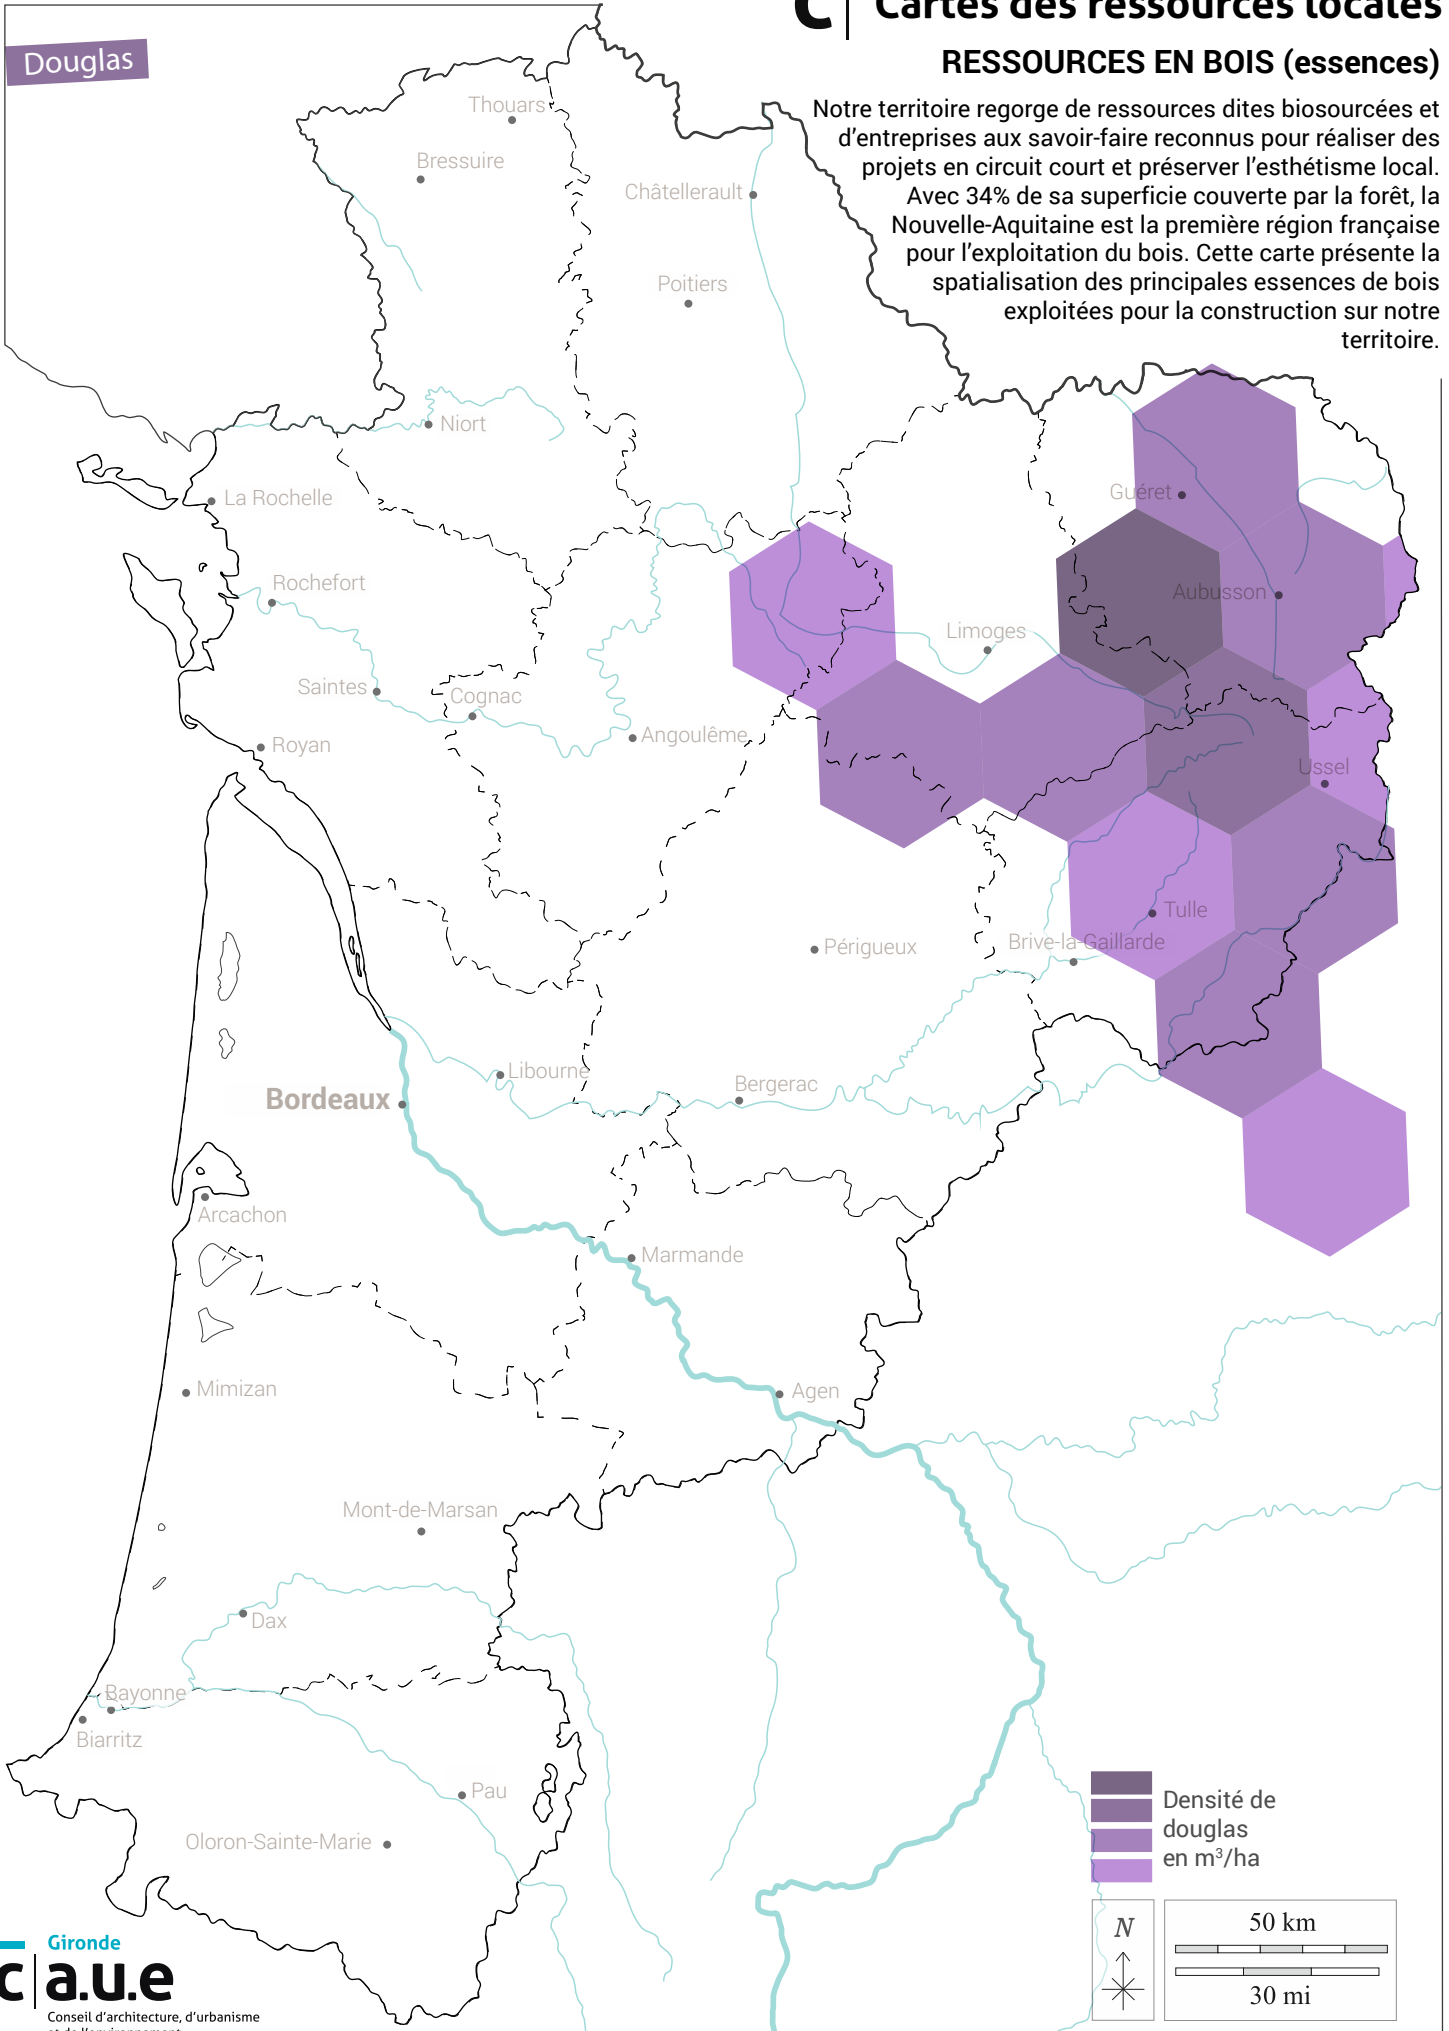 c Cartes des ressources locales
Douglas
RESSOURCES EN BOIS (essences)
Notre territoire regorge de ressources dites biosourcées et
d'entreprises aux savoir-faire reconnus pour réaliser des
projets en circuit court et préserver l'esthétisme local.
Avec 34% de sa superficie couverte par la forêt, la
Nouvelle-Aquitaine est la première région française
pour l'exploitation du bois. Cette carte présente la
spatialisation des principales essences de bois
exploitées pour la construction sur notre
territoire.
Thouars
Bressuire
Châtellerault
Poitiers
Niort
La Rochelle
Guéret
Rochefort
Aubusson
Limoges
Saintes
Cognac
Angoulême
Royan
Ussel
Tulle
Périgueux
Brive-la-Gaillarde
Libourne
Bergerac
Bordeaux
Arcachon
Marmande
Mimizan
Agen
Mont-de-Marsan
Dax
Bayonne
Biarritz
Pau
Oloron-Sainte-Marie
Densité de
douglas
en m³/ha
N
50 km
30 mi
Gironde
c a.u.e
Conseil d'architecture, d'urbanisme
et de l'environnement